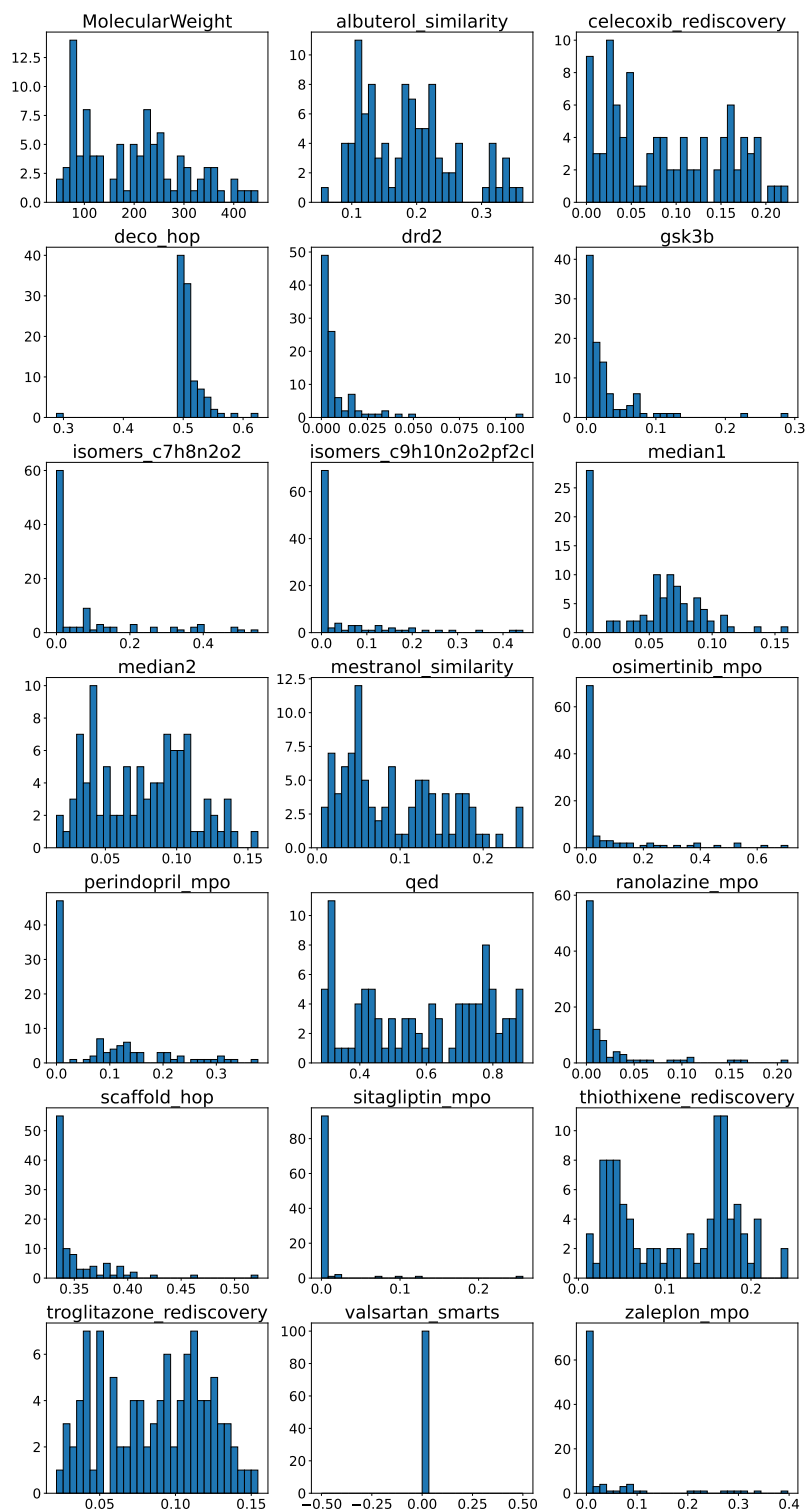 MolecularWeight
albuterol_similarity
celecoxib_rediscovery
12.5
10.0
7.5
5.0
2.5
0.0
100 200 300 400
10
8
6
4
2
0
0.1 0.2 0.3
10
8
6
4
2
0
0.00 0.05 0.10 0.15 0.20
deco_hop
drd2
gsk3b
40
30
20
10
0
0.3 0.4 0.5 0.6
50
40
30
20
10
0
0.000 0.025 0.050 0.075 0.100
40
30
20
10
0
0.0 0.1 0.2 0.3
isomers_c7h8n2o2
isomers_c9h10n2o2pf2cl
median1
60
40
20
0
0.0 0.2 0.4
60
40
20
0
0.0 0.1 0.2 0.3 0.4
25
20
15
10
5
0
0.00 0.05 0.10 0.15
median2
mestranol_similarity
osimertinib_mpo
10
8
6
4
2
0
0.05 0.10 0.15
12.5
10.0
7.5
5.0
2.5
0.0
0.0 0.1 0.2
60
40
20
0
0.0 0.2 0.4 0.6
perindopril_mpo
qed
ranolazine_mpo
40
30
20
10
0
0.0 0.1 0.2 0.3
10
8
6
4
2
0
0.4 0.6 0.8
60
40
20
0
0.00 0.05 0.10 0.15 0.20
scaffold_hop
sitagliptin_mpo
thiothixene_rediscovery
50
40
30
20
10
0
0.35 0.40 0.45 0.50
80
60
40
20
0
0.0 0.1 0.2
10
8
6
4
2
0
0.0 0.1 0.2
troglitazone_rediscovery
valsartan_smarts
zaleplon_mpo
6
4
2
0
0.05 0.10 0.15
100
80
60
40
20
0
−0.50 −0.25 0.00 0.25 0.50
60
40
20
0
0.0 0.1 0.2 0.3 0.4